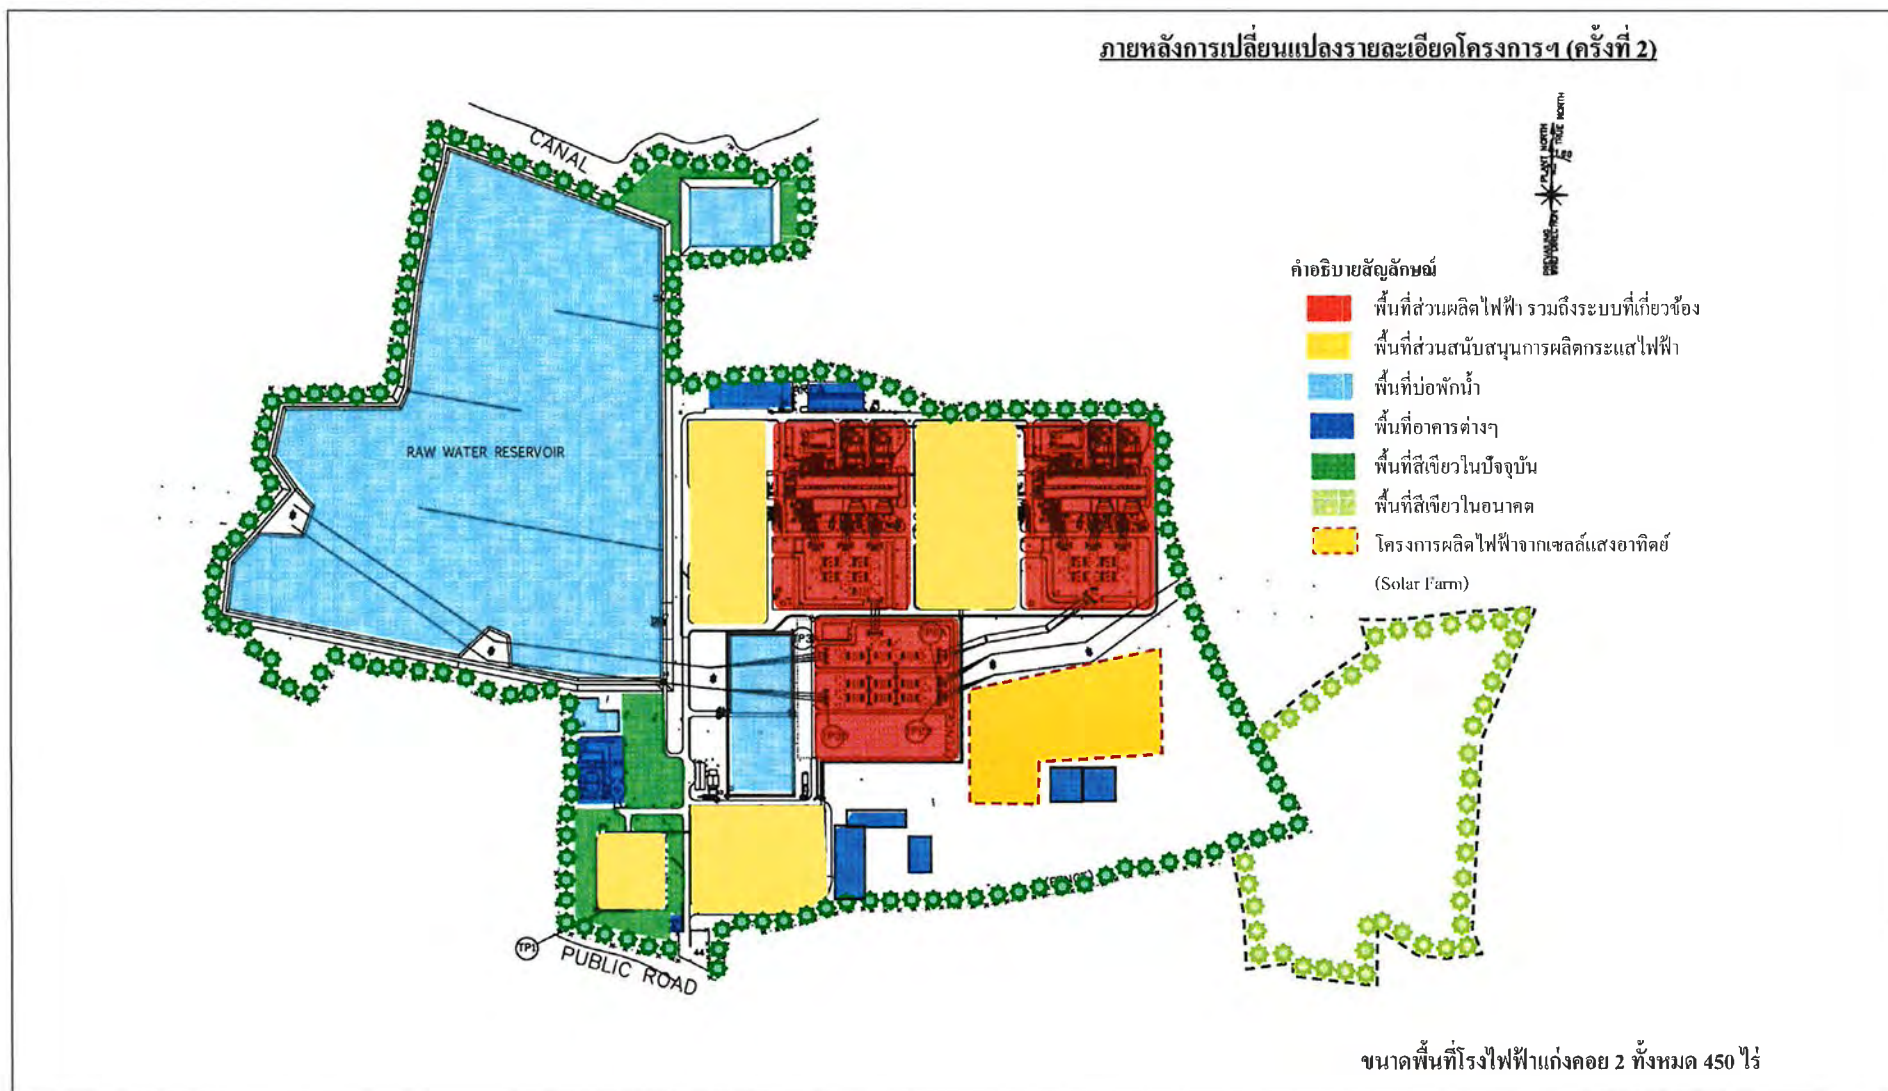 ภายหลังการเปลี่ยนแปลงรายละเอียดโครงการฯ (ครั้งที่ 2)
CANAL
PLANT NORTH
TRUE NORTH
คำอธิบายสัญลักษณ์
พื้นที่ส่วนผลิตไฟฟ้า รวมถึงระบบที่เกี่ยวข้อง
พื้นที่ส่วนสนับสนุนการผลิตกระแสไฟฟ้า
พื้นที่บ่อพักน้ำ
พื้นที่อาคารต่างๆ
พื้นที่สีเขียวในปัจจุบัน
พื้นที่สีเขียวในอนาคต
โครงการผลิตไฟฟ้าจากเซลล์แสงอาทิตย์
(Solar Farm)
RAW WATER RESERVOIR
TP3
TP1
PUBLIC ROAD
ขนาดพื้นที่โรงไฟฟ้าแก่งคอย 2 ทั้งหมด 450 ไร่